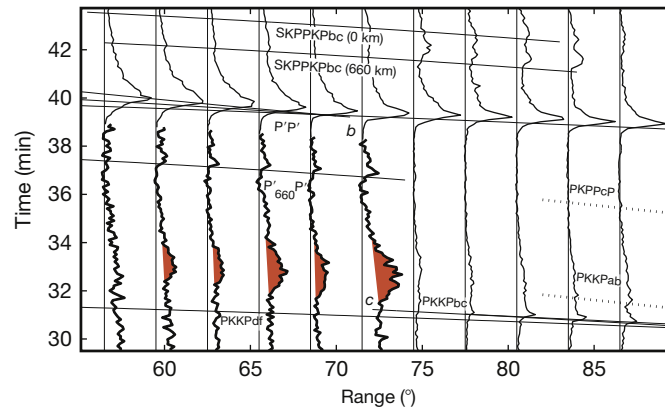 SKPPKPbc (0 km)
SKPPKPbc (660 km)
P′P′
b
P′660P′
PKPPcP
PKKPab
c
PKKPbc
PKKPdf
Time (min)
42
40
39
38
36
34
32
30
60
65
70
75
80
85
Range (°)